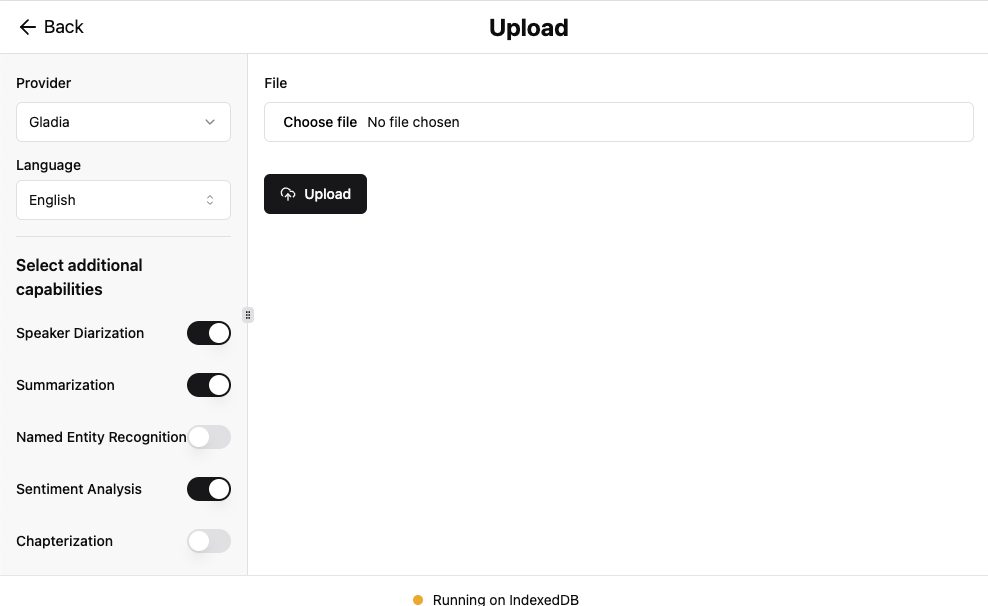 Back
Upload
Provider
Gladia
Language
English
Select additional
capabilities
Speaker Diarization
Summarization
Named Entity Recognition
Sentiment Analysis
Chapterization
File
Choose file No file chosen
Upload
Running on IndexedDB